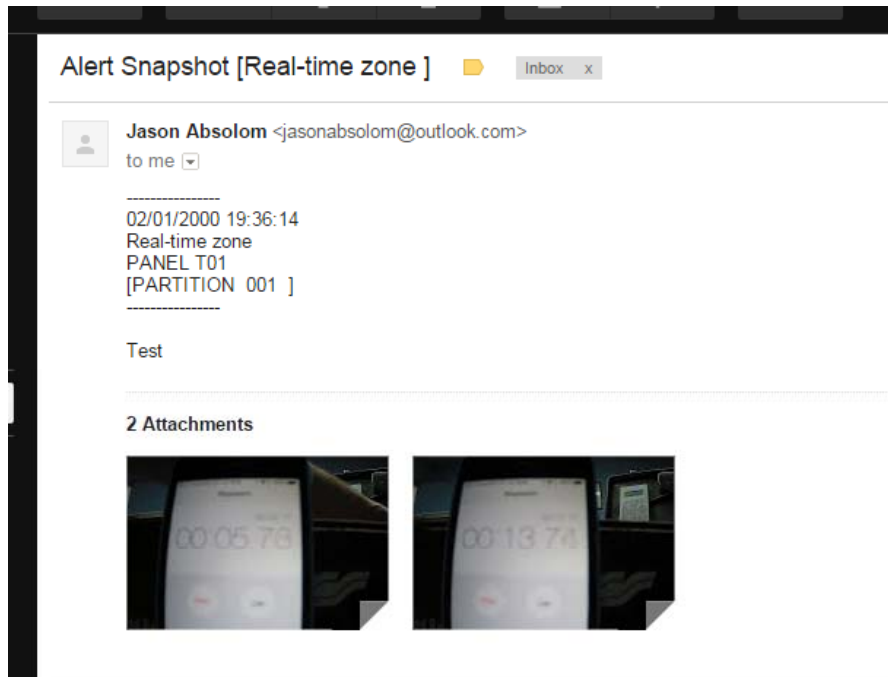 Alert Snapshot [Real-time zone ]
Inbox x
Jason Absolom <jasonabsolom@outlook.com>
to me
----------------
02/01/2000 19:36:14
Real-time zone
PANEL T01
[PARTITION  001  ]
----------------
Test
2 Attachments
00:05.78
00:13.74